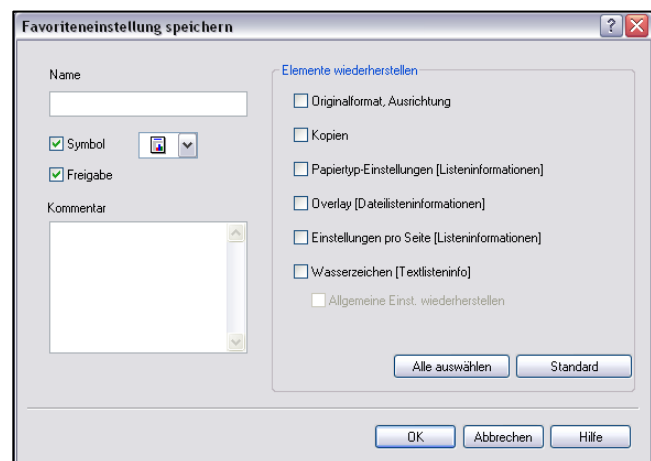 Favoriteneinstellung speichern
Name
Symbol
Freigabe
Kommentar
Elemente wiederherstellen
Originalformat, Ausrichtung
Kopien
Papiertyp-Einstellungen [Listeninformationen]
Overlay [Dateilisteninformationen]
Einstellungen pro Seite [Listeninformationen]
Wasserzeichen [Textlisteninfo]
Allgemeine Einst. wiederherstellen
Alle auswählen
Standard
OK
Abbrechen
Hilfe